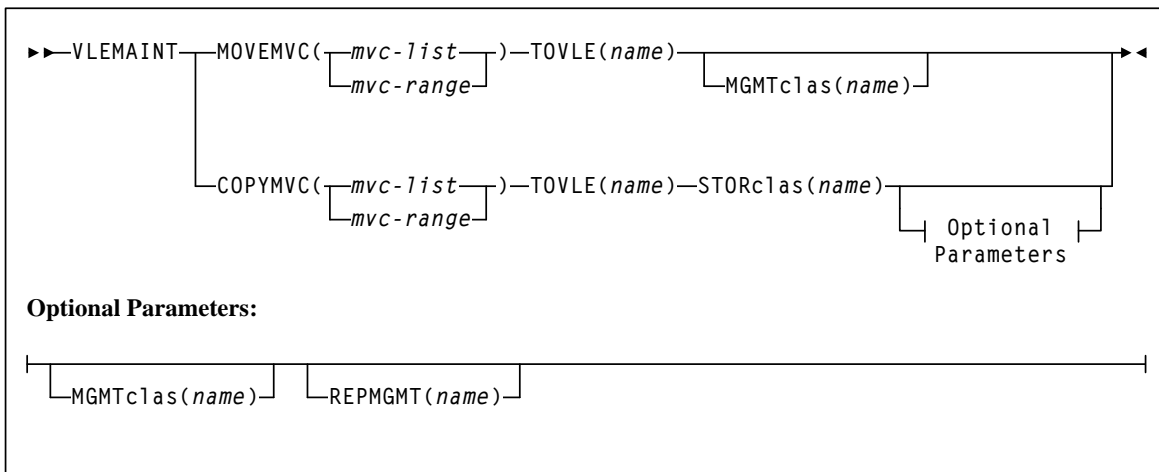 VLEMAINT MOVEMVC( mvc-list ) TOVLE(name)
mvc-range MGMTclas(name)
COPYMVC( mvc-list ) TOVLE(name) STORclas(name)
mvc-range Optional
Parameters
Optional Parameters:
MGMTclas(name) REPMGMT(name)